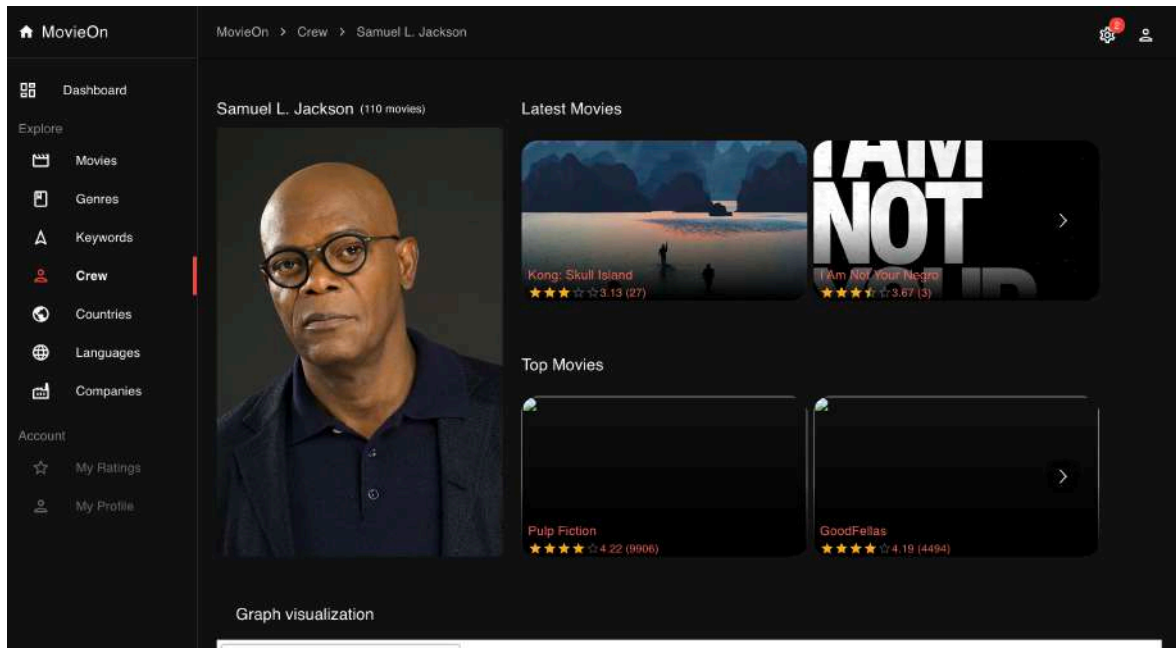 MovieOn
MovieOn > Crew > Samuel L. Jackson
2
Dashboard
Explore
Movies
Genres
Keywords
Crew
Countries
Languages
Companies
Account
My Ratings
My Profile
Samuel L. Jackson (110 movies)
Latest Movies
Kong: Skull Island
3.13 (27)
I AM
NOT
YOUR
I Am Not Your Negro
3.67 (3)
Top Movies
Pulp Fiction
4.22 (9906)
GoodFellas
4.19 (4494)
Graph visualization